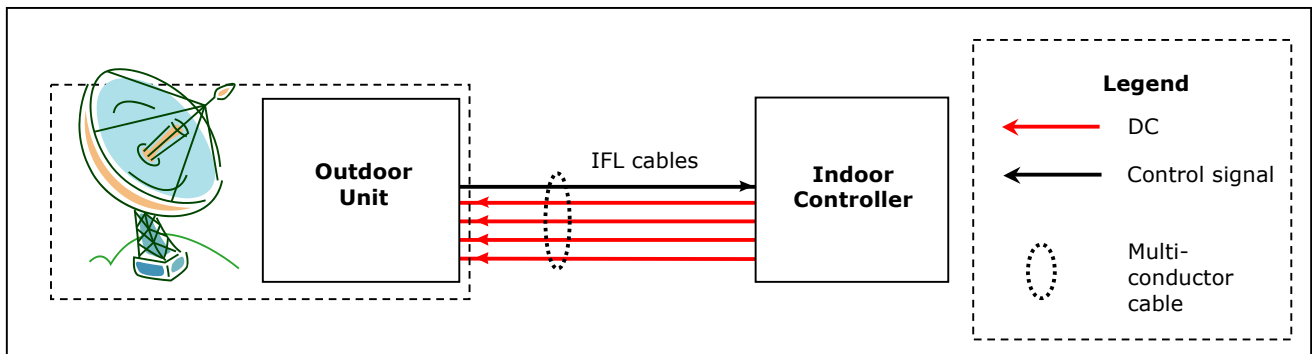 Outdoor
Unit
IFL cables
Indoor
Controller
Legend
DC
Control signal
Multi-
conductor
cable